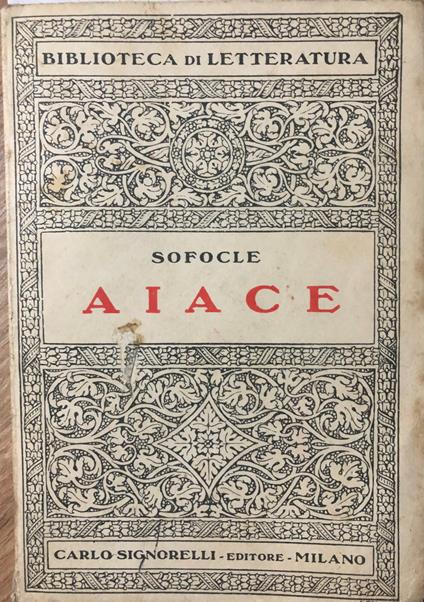 BIBLIOTECA DI LETTERATURA
SOFOCLE
AIACE
CARLO SIGNORELLI - EDITORE - MILANO